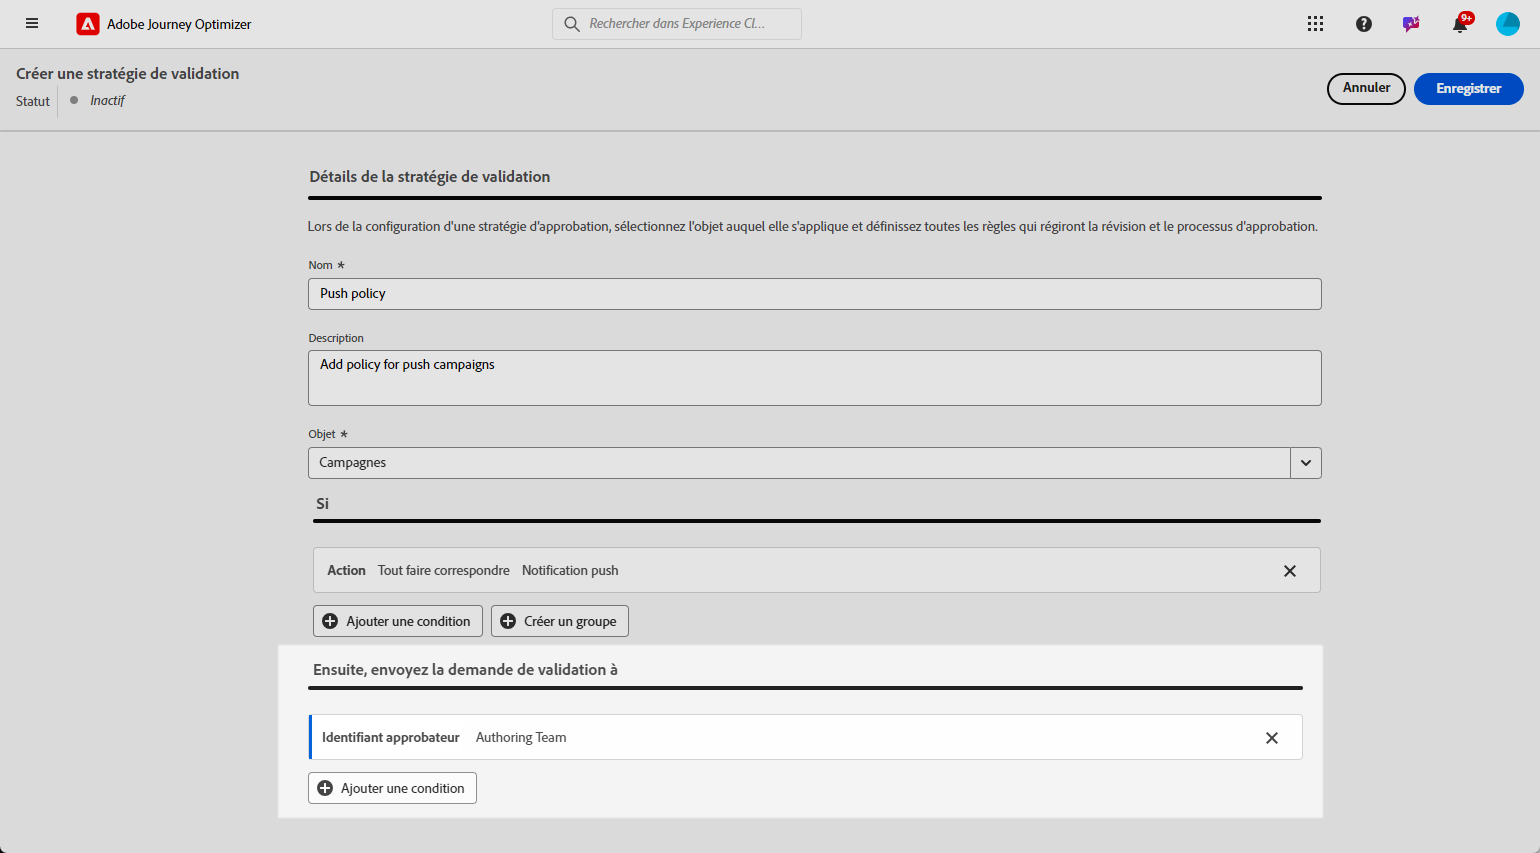 Adobe Journey Optimizer
Rechercher dans Experience Cl...
9+
Créer une stratégie de validation
Statut
Inactif
Annuler
Enregistrer
Détails de la stratégie de validation
Lors de la configuration d'une stratégie d'approbation, sélectionnez l'objet auquel elle s'applique et définissez toutes les règles qui régiront la révision et le processus d'approbation.
Nom *
Push policy
Description
Add policy for push campaigns
Objet *
Campagnes
Si
Action Tout faire correspondre Notification push
Ajouter une condition
Créer un groupe
Ensuite, envoyez la demande de validation à
Identifiant approbateur Authoring Team
Ajouter une condition